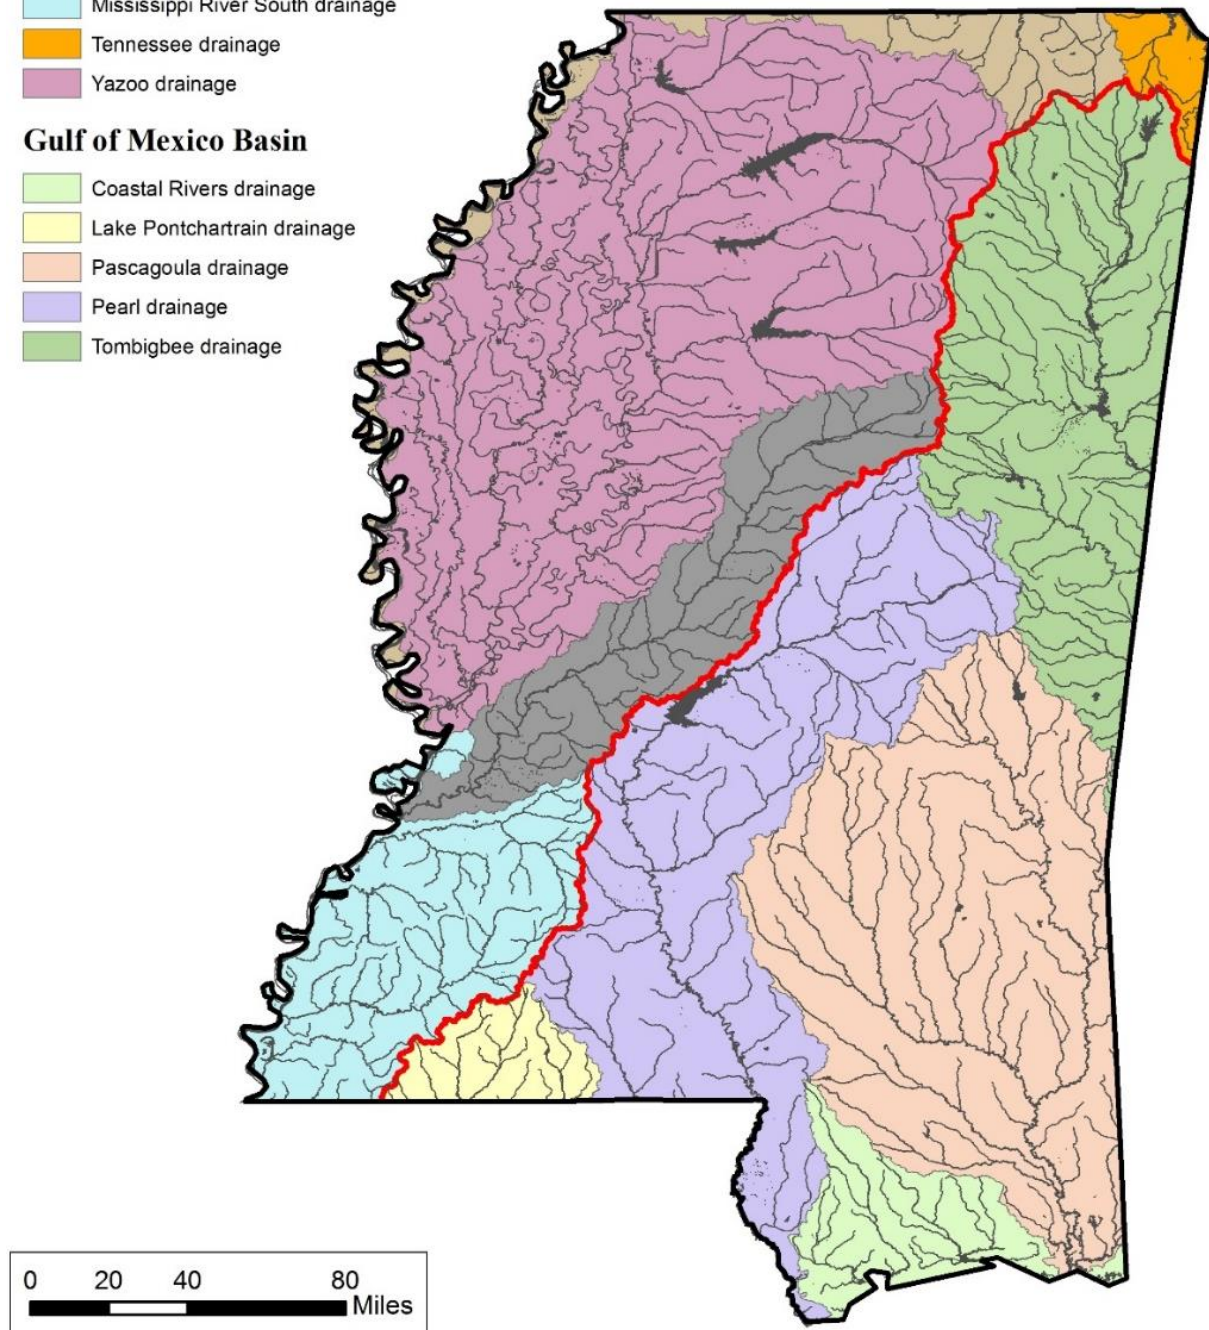 Mississippi River South drainage
Tennessee drainage
Yazoo drainage
Gulf of Mexico Basin
Coastal Rivers drainage
Lake Pontchartrain drainage
Pascagoula drainage
Pearl drainage
Tombigbee drainage
0 20 40 80
Miles